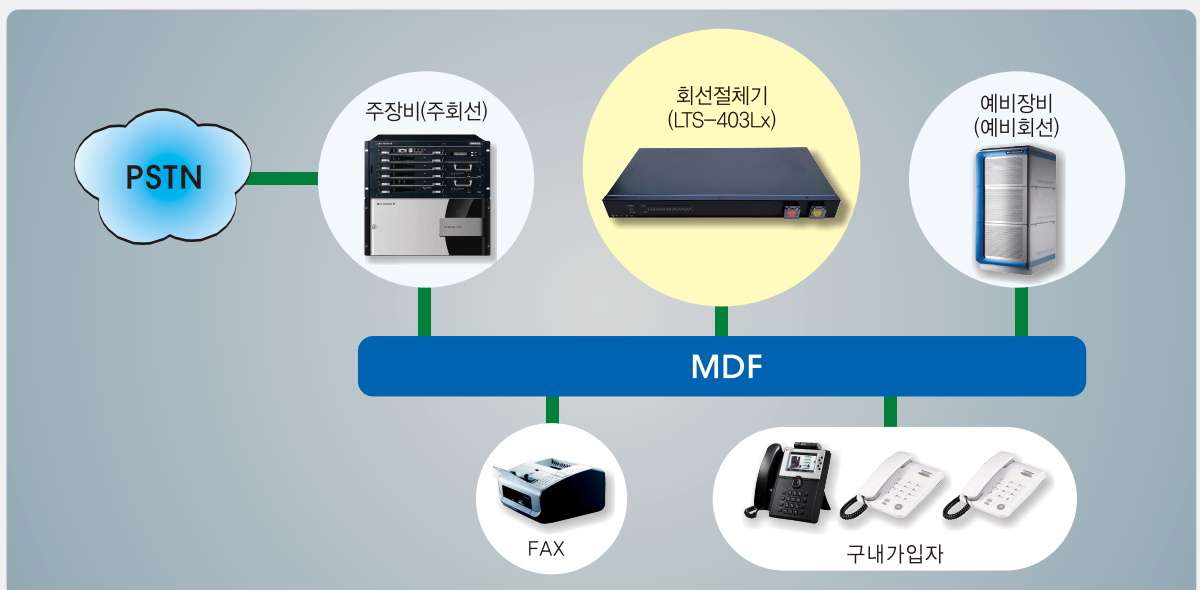 PSTN
주장비(주회선)
회선절체기
(LTS-403Lx)
예비장비
(예비회선)
MDF
FAX
구내가입자